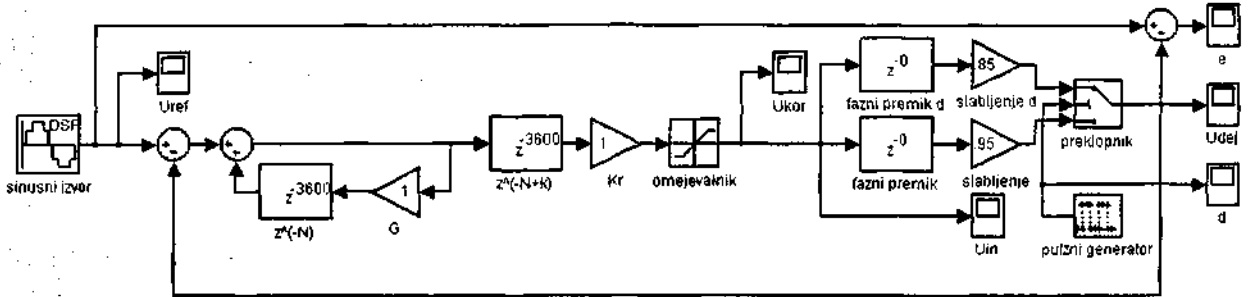 DSP
sinusni izvor
Uref
+
-
+
-
z^-3600
z^(-N)
1
G
z^-3600
z^(-N+k)
1
Kr
omejevalnik
Ukor
z^-0
fazni premik d
.85
slabljenje d
z^-0
fazni premik
.95
slabljenje
Uin
preklopnik
pulzni generator
+
-
e
Udej
d